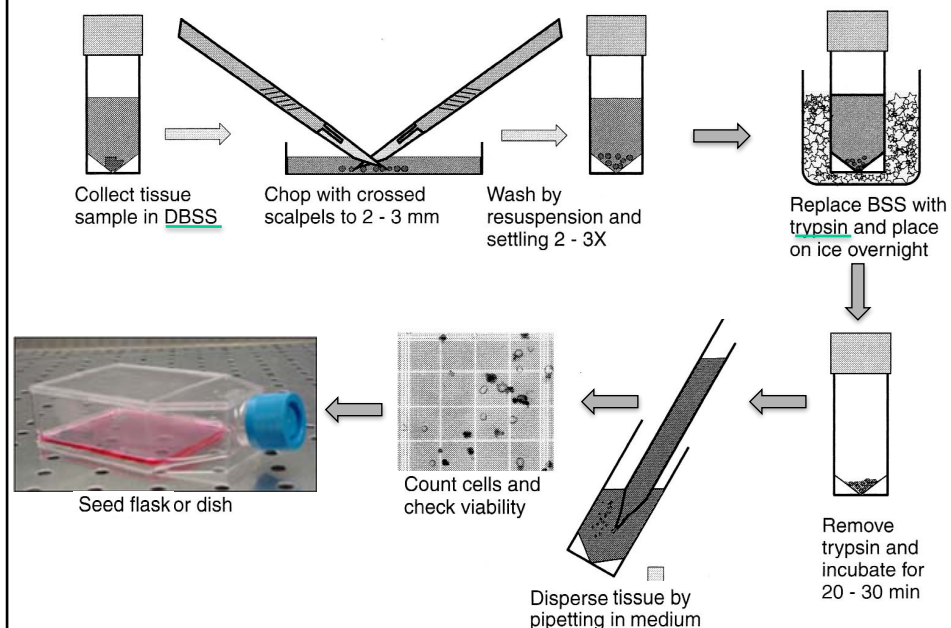 Collect tissue
sample in DBSS
Chop with crossed
scalpels to 2 - 3 mm
Wash by
resuspension and
settling 2 - 3X
Replace BSS with
trypsin and place
on ice overnight
Remove
trypsin and
incubate for
20 - 30 min
Disperse tissue by
pipetting in medium
Count cells and
check viability
Seed flask or dish